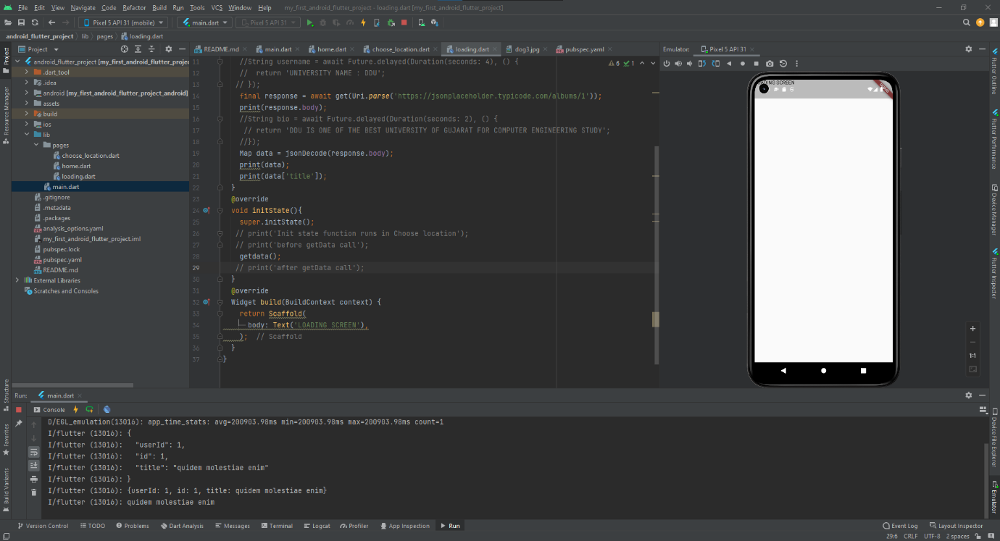 File Edit View Navigate Code Refactor Build Run Tools VCS Window Help my_first_android_flutter_project - loading.dart [my_first_android_flutter_project]
Pixel 5 API 31 (mobile) main.dart Pixel 5 API 31
android_flutter_project lib pages loading.dart
Project README.md main.dart home.dart choose_location.dart loading.dart dog3.jpg pubspec.yaml Emulator: Pixel 5 API 31
Project
Resource Manager
Structure
Favorites
Build Variants
android_flutter_project [my_first_android_flutter_projec
.dart_tool
.idea
android [my_first_android_flutter_project_android]
assets
build
ios
lib
pages
choose_location.dart
home.dart
loading.dart
main.dart
.gitignore
.metadata
.packages
analysis_options.yaml
my_first_android_flutter_project.iml
pubspec.lock
pubspec.yaml
README.md
External Libraries
Scratches and Consoles
6 1
11 //String username = await Future.delayed(Duration(seconds: 4), () {
12 //  return 'UNIVERSITY NAME : DDU';
13 // });
14 final response = await get(Uri.parse('https://jsonplaceholder.typicode.com/albums/1'));
15 print(response.body);
16 //String bio = await Future.delayed(Duration(seconds: 2), () {
17 // return 'DDU IS ONE OF THE BEST UNIVERSITY OF GUJARAT FOR COMPUTER ENGINEERING STUDY';
18 //});
19 Map data = jsonDecode(response.body);
20 print(data);
21 print(data['title']);
22 }
23 @override
24 void initState(){
25 super.initState();
26 // print('Init state function runs in Choose location');
27 // print('before getData call');
28 getdata();
29 // print('after getData call');
30 }
31 @override
32 Widget build(BuildContext context) {
33 return Scaffold(
34 body: Text('LOADING SCREEN'),
35 ); // Scaffold
36 }
37 }
ADING SCREEN
1:1
Flutter Outline
Flutter Performance
Device Manager
Flutter Inspector
Device File Explorer
Emulator
Run: main.dart
Console
D/EGL_emulation(13016): app_time_stats: avg=200903.98ms min=200903.98ms max=200903.98ms count=1
I/flutter (13016): {
I/flutter (13016):   "userId": 1,
I/flutter (13016):   "id": 1,
I/flutter (13016):   "title": "quidem molestiae enim"
I/flutter (13016): }
I/flutter (13016): {userId: 1, id: 1, title: quidem molestiae enim}
I/flutter (13016): quidem molestiae enim
Version Control TODO Problems Dart Analysis Messages Terminal Logcat Profiler App Inspection Run Event Log Layout Inspector
29:6 CRLF UTF-8 2 spaces